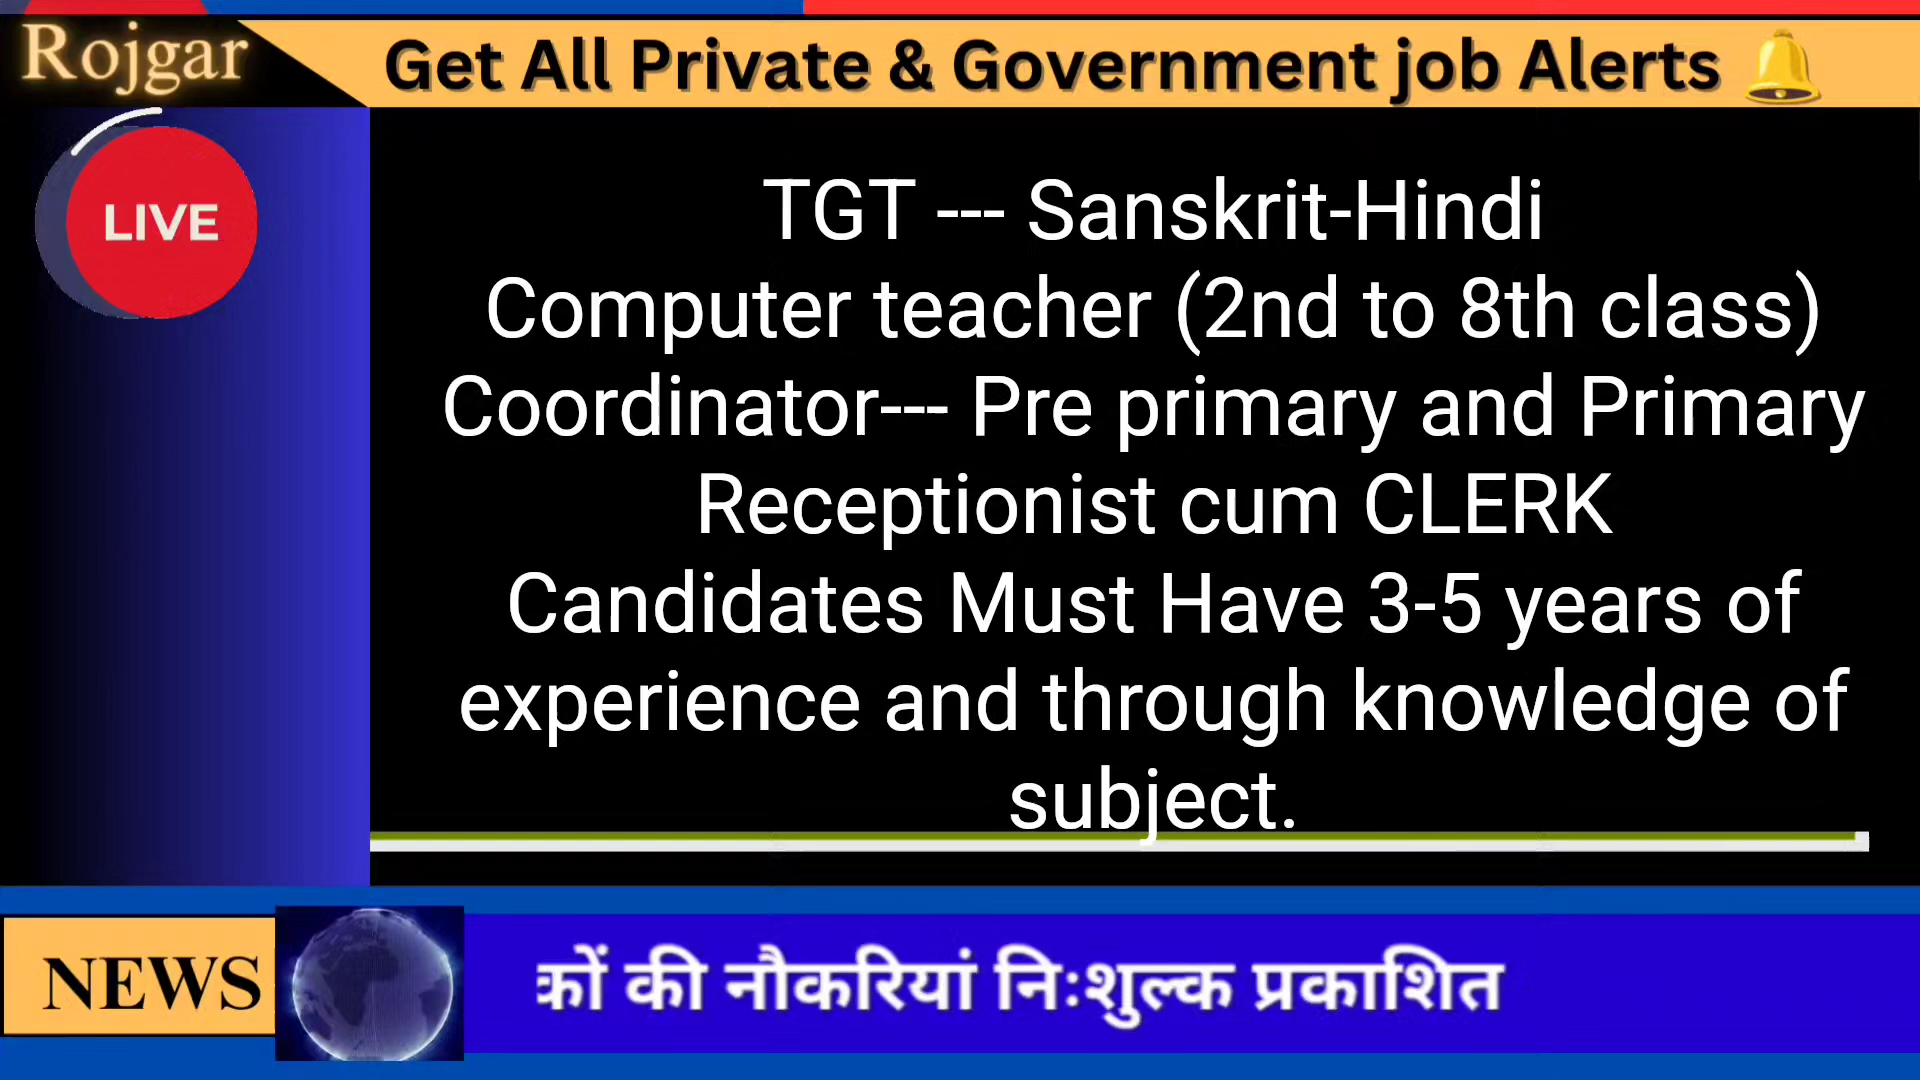 Rojgar
Get All Private & Government job Alerts
LIVE
TGT --- Sanskrit-Hindi
Computer teacher (2nd to 8th class)
Coordinator--- Pre primary and Primary
Receptionist cum CLERK
Candidates Must Have 3-5 years of
experience and through knowledge of
subject.
NEWS
की नौकरियां निःशुल्क प्रकाशित